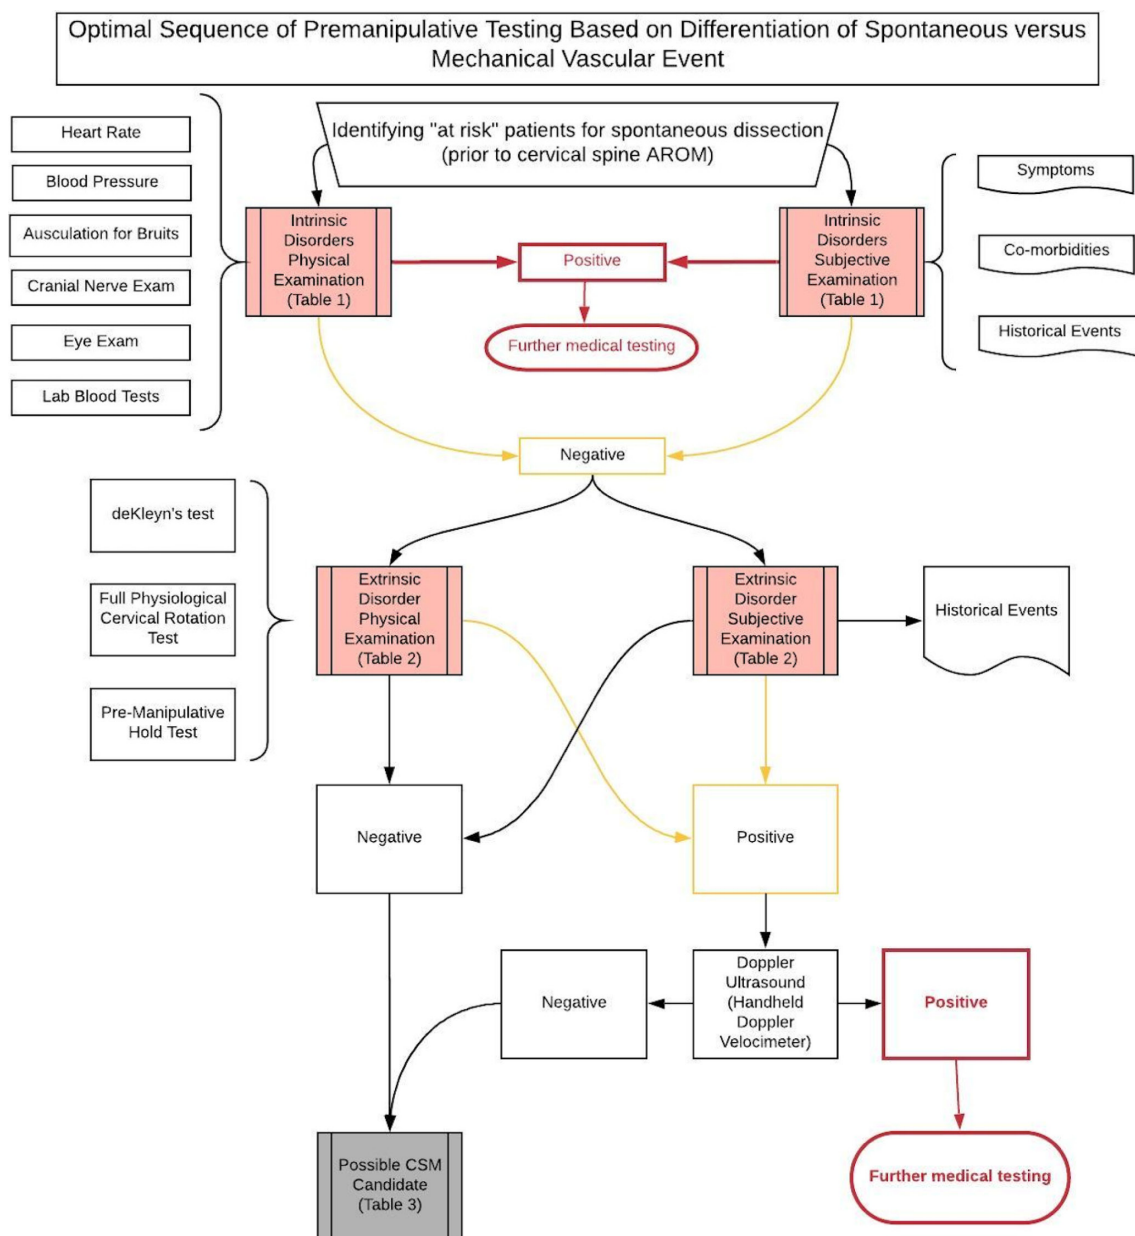 Optimal Sequence of Premanipulative Testing Based on Differentiation of Spontaneous versus
Mechanical Vascular Event
Identifying "at risk" patients for spontaneous dissection
(prior to cervical spine AROM)
Heart Rate
Blood Pressure
Ausculation for Bruits
Cranial Nerve Exam
Eye Exam
Lab Blood Tests
Intrinsic
Disorders
Physical
Examination
(Table 1)
Positive
Further medical testing
Intrinsic
Disorders
Subjective
Examination
(Table 1)
Symptoms
Co-morbidities
Historical Events
Negative
deKleyn's test
Full Physiological
Cervical Rotation
Test
Pre-Manipulative
Hold Test
Extrinsic
Disorder
Physical
Examination
(Table 2)
Extrinsic
Disorder
Subjective
Examination
(Table 2)
Historical Events
Negative
Positive
Negative
Doppler
Ultrasound
(Handheld
Doppler
Velocimeter)
Positive
Possible CSM
Candidate
(Table 3)
Further medical testing